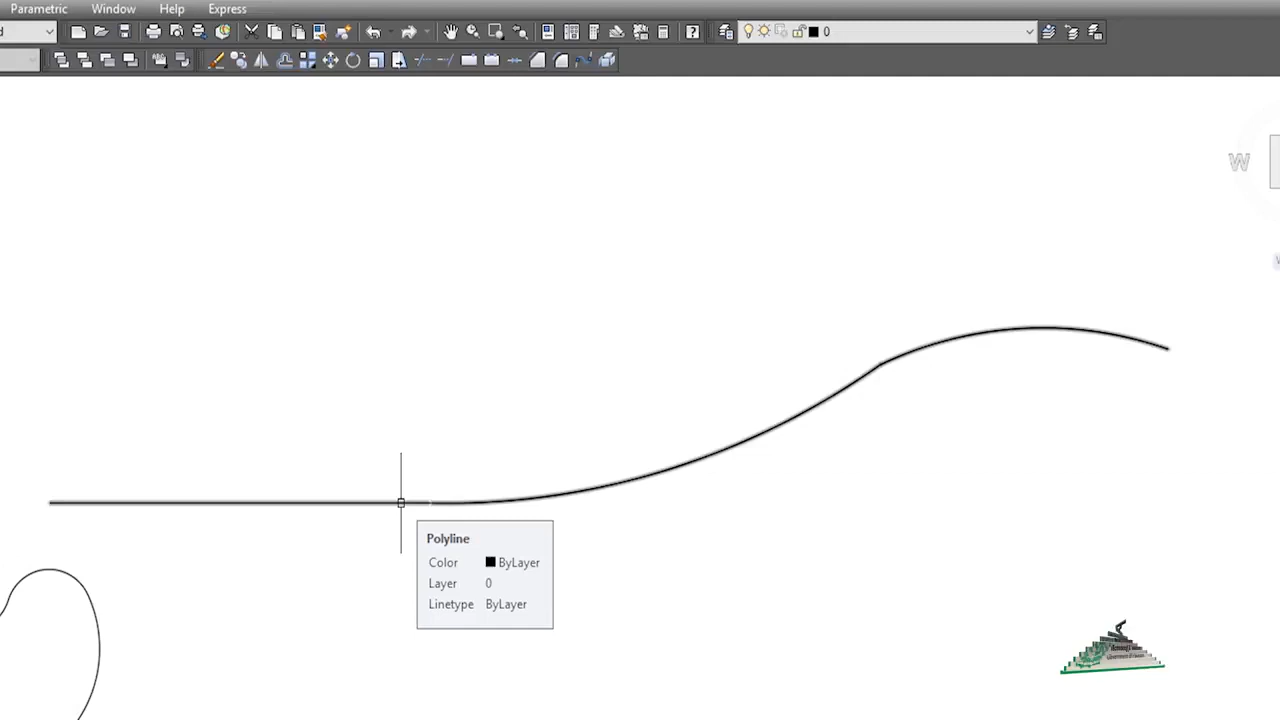 Parametric Window Help Express
d
0
W
W
Polyline
Color ByLayer
Layer 0
Linetype ByLayer